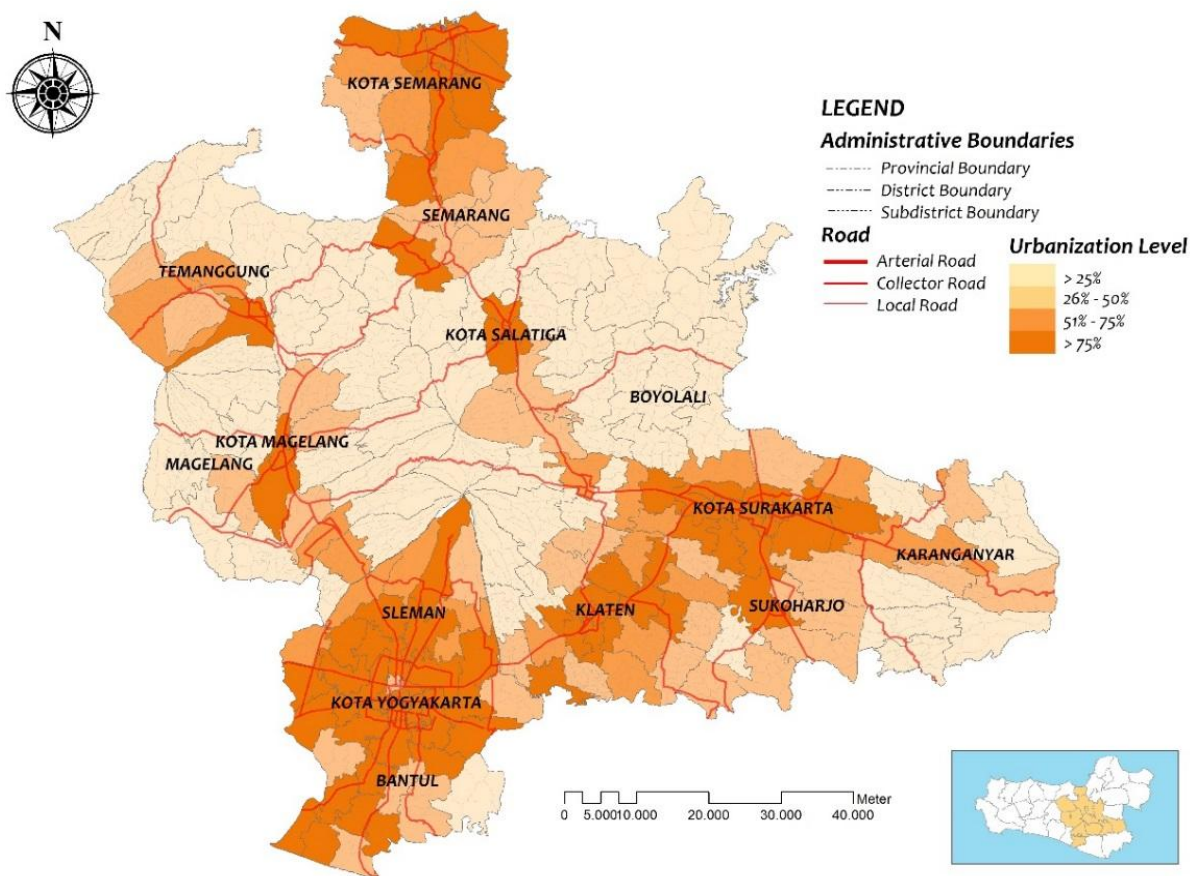 N
KOTA SEMARANG
SEMARANG
TEMANGGUNG
KOTA SALATIGA
BOYOLALI
KOTA MAGELANG
MAGELANG
KOTA SURAKARTA
KARANGANYAR
SLEMAN
KLATEN
SUKOHARJO
KOTA YOGYAKARTA
BANTUL
LEGEND
Administrative Boundaries
Provincial Boundary
District Boundary
Subdistrict Boundary
Road
Arterial Road
Collector Road
Local Road
Urbanization Level
> 25%
26% - 50%
51% - 75%
> 75%
Meter
0 5.00010.000 20.000 30.000 40.000